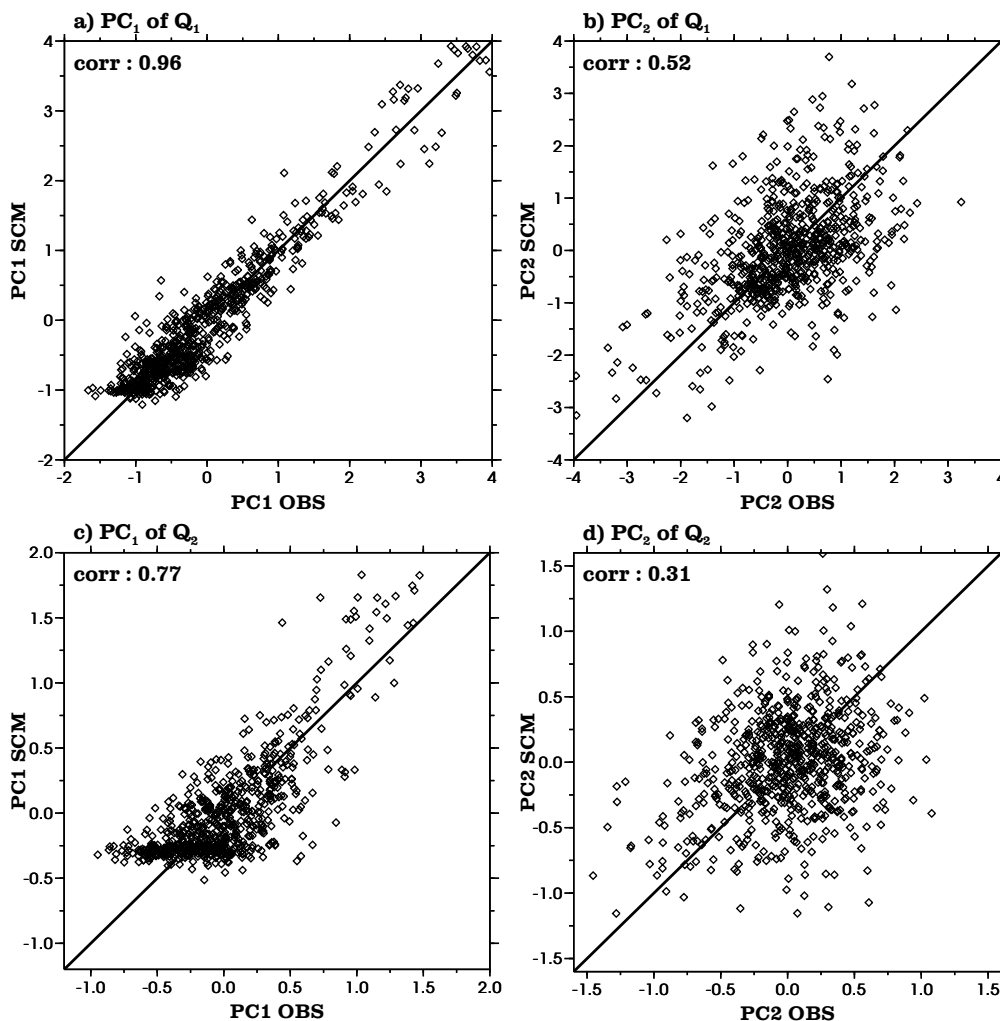 a) PC₁ of Q₁
corr : 0.96
4
3
2
1
0
-1
-2
PC1 SCM
-2 -1 0 1 2 3 4
PC1 OBS
b) PC₂ of Q₁
corr : 0.52
4
3
2
1
0
-1
-2
-3
-4
PC2 SCM
-4 -3 -2 -1 0 1 2 3 4
PC2 OBS
c) PC₁ of Q₂
corr : 0.77
2.0
1.5
1.0
0.5
0.0
-0.5
-1.0
PC1 SCM
-1.0 -0.5 0.0 0.5 1.0 1.5 2.0
PC1 OBS
d) PC₂ of Q₂
corr : 0.31
1.5
1.0
0.5
0.0
-0.5
-1.0
-1.5
PC2 SCM
-1.5 -1.0 -0.5 0.0 0.5 1.0 1.5
PC2 OBS